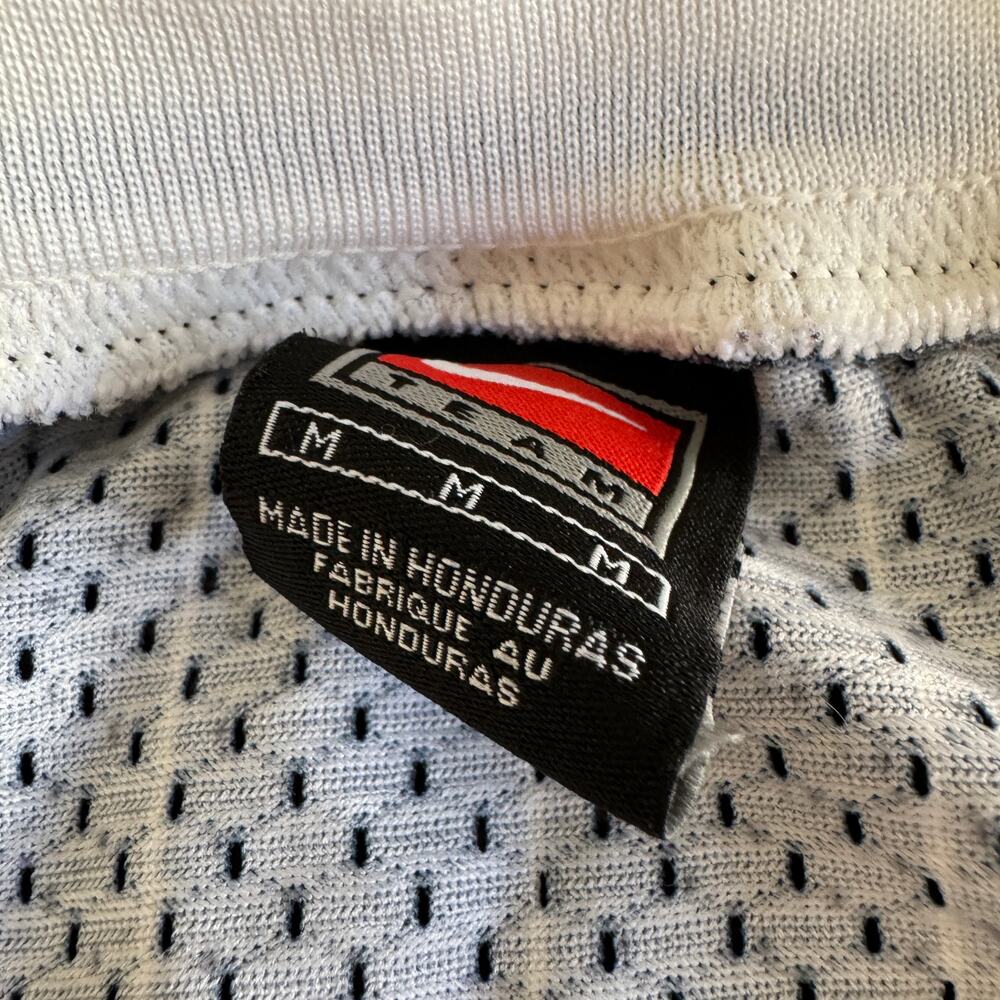 TEAM
M M M
MADE IN HONDURAS
FABRIQUE AU
HONDURAS